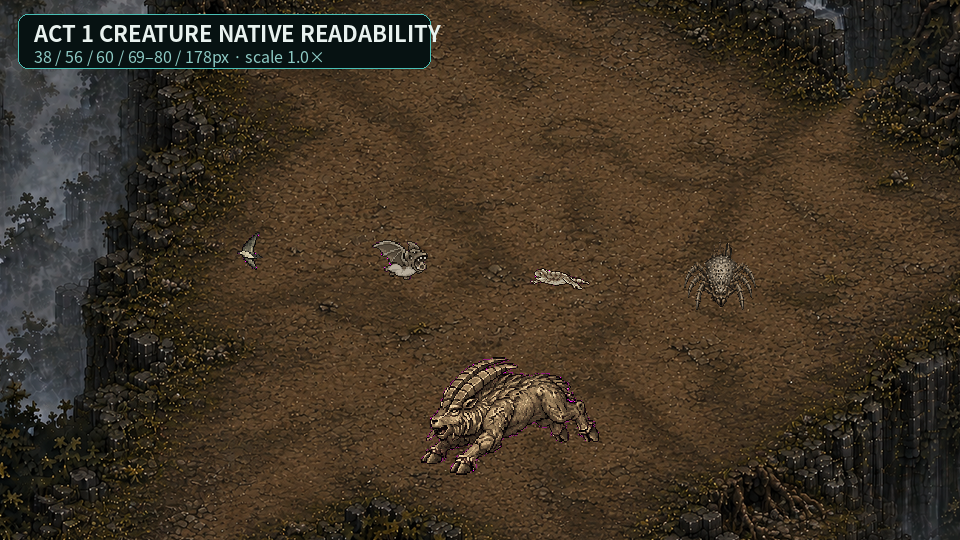 ACT 1 CREATURE NATIVE READABILITY
38 / 56 / 60 / 69–80 / 178px · scale 1.0×